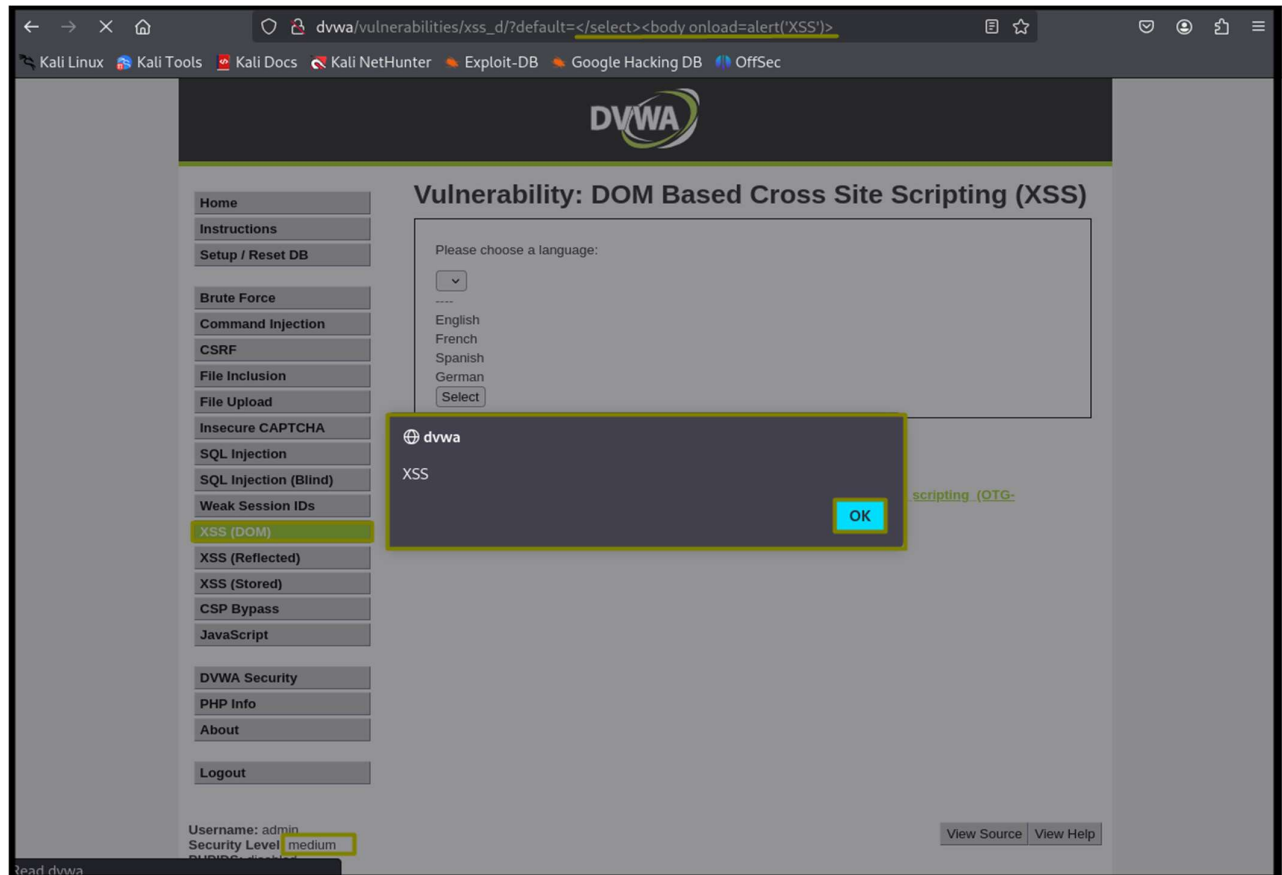 dvwa/vulnerabilities/xss_d/?default=</select><body onload=alert('XSS')>
Kali Linux Kali Tools Kali Docs Kali NetHunter Exploit-DB Google Hacking DB OffSec
DVWA
Vulnerability: DOM Based Cross Site Scripting (XSS)
Home
Instructions
Setup / Reset DB
Brute Force
Command Injection
CSRF
File Inclusion
File Upload
Insecure CAPTCHA
SQL Injection
SQL Injection (Blind)
Weak Session IDs
XSS (DOM)
XSS (Reflected)
XSS (Stored)
CSP Bypass
JavaScript
DVWA Security
PHP Info
About
Logout
Please choose a language:
----
English
French
Spanish
German
Select
dvwa
XSS
OK
scripting (OTG-
Username: admin
Security Level: medium
View Source View Help
Read dvwa